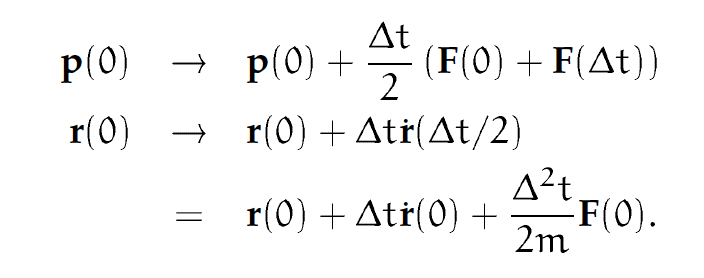 p(0) → p(0) + Δt/2 (F(0) + F(Δt))
r(0) → r(0) + Δtṙ(Δt/2)
= r(0) + Δtṙ(0) + Δ²t/2m F(0).